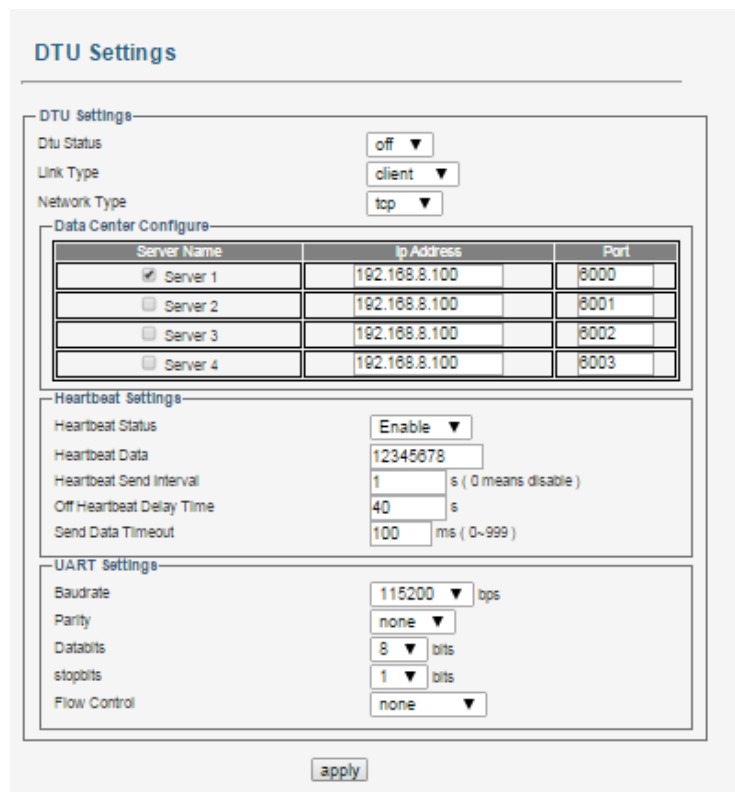 DTU Settings
DTU Settings
Dtu Status off
Link Type client
Network Type tcp
Data Center Configure
Server Name Ip Address Port
Server 1 192.168.8.100 6000
Server 2 192.168.8.100 6001
Server 3 192.168.8.100 6002
Server 4 192.168.8.100 6003
Heartbeat Settings
Heartbeat Status Enable
Heartbeat Data 12345678
Heartbeat Send Interval 1 s ( 0 means disable )
Off Heartbeat Delay Time 40 s
Send Data Timeout 100 ms ( 0~999 )
UART Settings
Baudrate 115200 bps
Parity none
Databits 8 bits
stopbits 1 bits
Flow Control none
apply